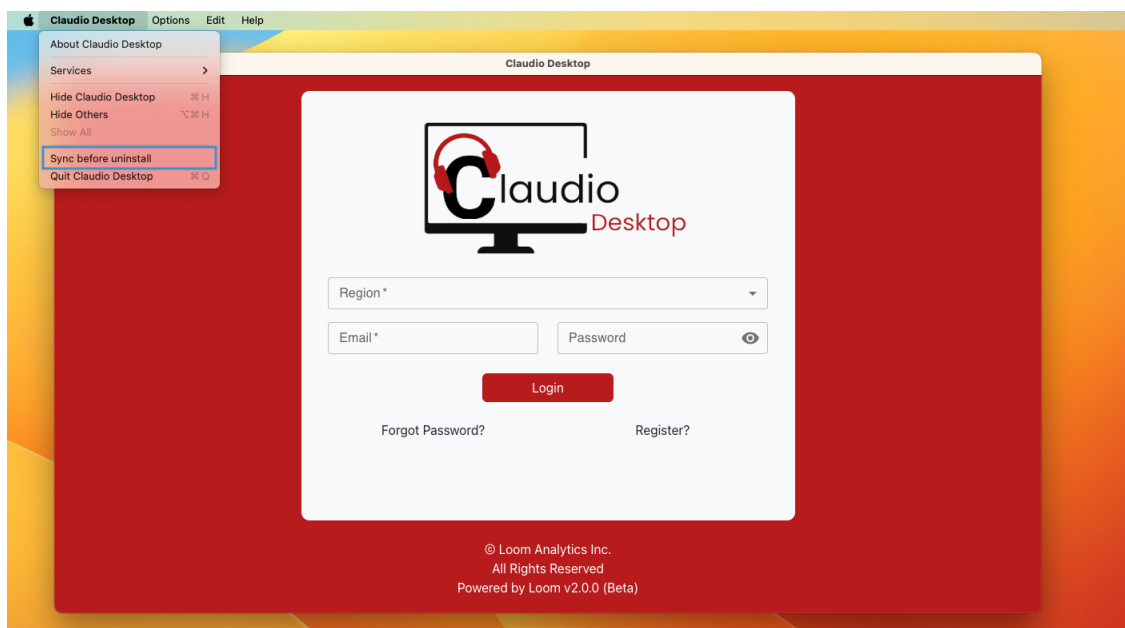 Claudio Desktop Options Edit Help
About Claudio Desktop
Services
Hide Claudio Desktop ⌘ H
Hide Others ⌥⌘ H
Show All
Sync before uninstall
Quit Claudio Desktop ⌘ Q
Claudio Desktop
Claudio
Desktop
Region *
Email * Password
Login
Forgot Password? Register?
© Loom Analytics Inc.
All Rights Reserved
Powered by Loom v2.0.0 (Beta)